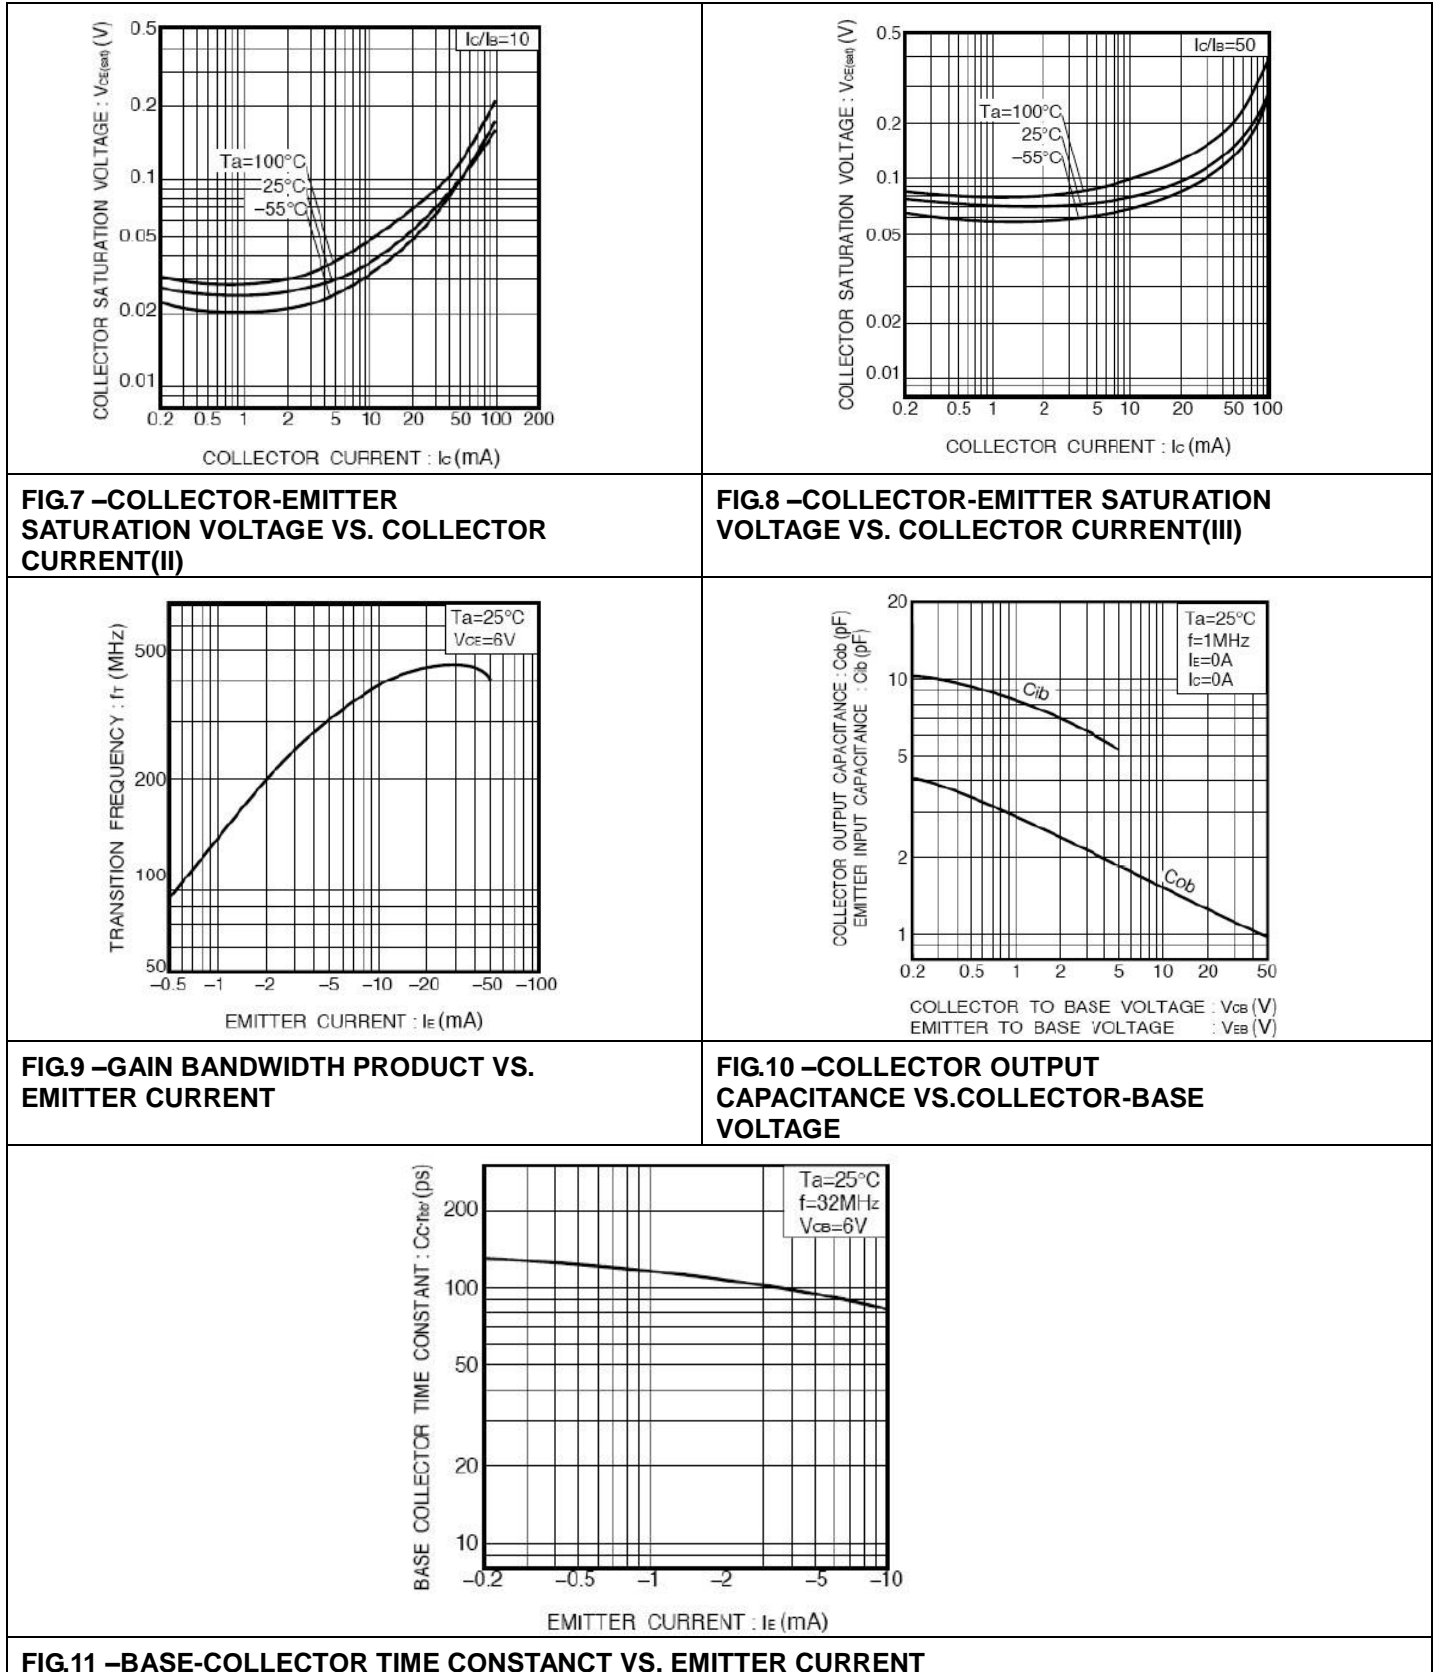 COLLECTOR SATURATION VOLTAGE : VCE(sat) (V)
0.5
0.2
0.1
0.05
0.02
0.01
IC/IB=10
Ta=100°C
25°C
–55°C
0.2 0.5 1 2 5 10 20 50 100 200
COLLECTOR CURRENT : IC (mA)
COLLECTOR SATURATION VOLTAGE : VCE(sat) (V)
0.5
0.2
0.1
0.05
0.02
0.01
IC/IB=50
Ta=100°C
25°C
–55°C
0.2 0.5 1 2 5 10 20 50 100
COLLECTOR CURRENT : IC (mA)
FIG.7 –COLLECTOR-EMITTER
SATURATION VOLTAGE VS. COLLECTOR
CURRENT(II)
FIG.8 –COLLECTOR-EMITTER SATURATION
VOLTAGE VS. COLLECTOR CURRENT(III)
TRANSITION FREQUENCY : fT (MHz)
500
200
100
50
Ta=25°C
VCE=6V
–0.5 –1 –2 –5 –10 –20 –50 –100
EMITTER CURRENT : IE (mA)
COLLECTOR OUTPUT CAPACITANCE : Cob (pF)
EMITTER INPUT CAPACITANCE : Cib (pF)
20
10
5
2
1
Ta=25°C
f=1MHz
IE=0A
IC=0A
Cib
Cob
0.2 0.5 1 2 5 10 20 50
COLLECTOR TO BASE VOLTAGE : VCB (V)
EMITTER TO BASE VOLTAGE : VEB (V)
FIG.9 –GAIN BANDWIDTH PRODUCT VS.
EMITTER CURRENT
FIG.10 –COLLECTOR OUTPUT
CAPACITANCE VS.COLLECTOR-BASE
VOLTAGE
BASE COLLECTOR TIME CONSTANT : Cc·rbb' (ps)
200
100
50
20
10
Ta=25°C
f=32MHz
VCB=6V
–0.2 –0.5 –1 –2 –5 –10
EMITTER CURRENT : IE (mA)
FIG.11 –BASE-COLLECTOR TIME CONSTANCT VS. EMITTER CURRENT